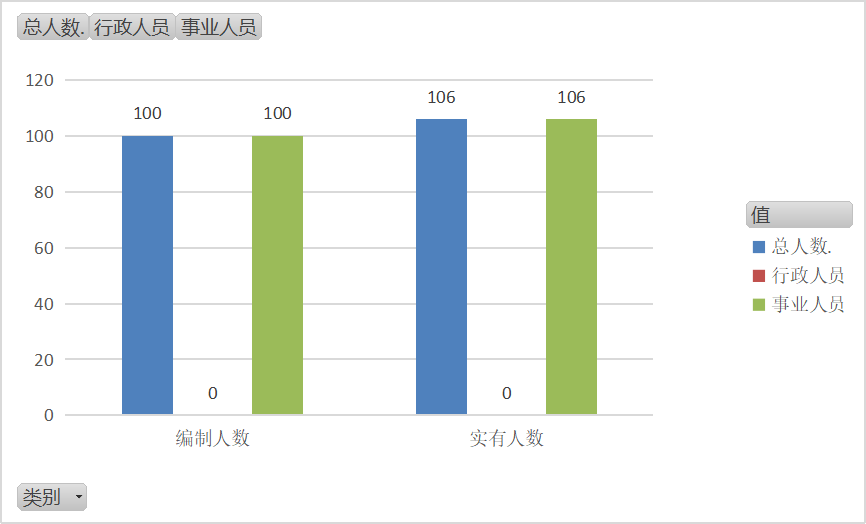 总人数. 行政人员 事业人员
120
100
80
60
40
20
0
100
0
100
106
0
106
编制人数 实有人数
值
总人数.
行政人员
事业人员
类别